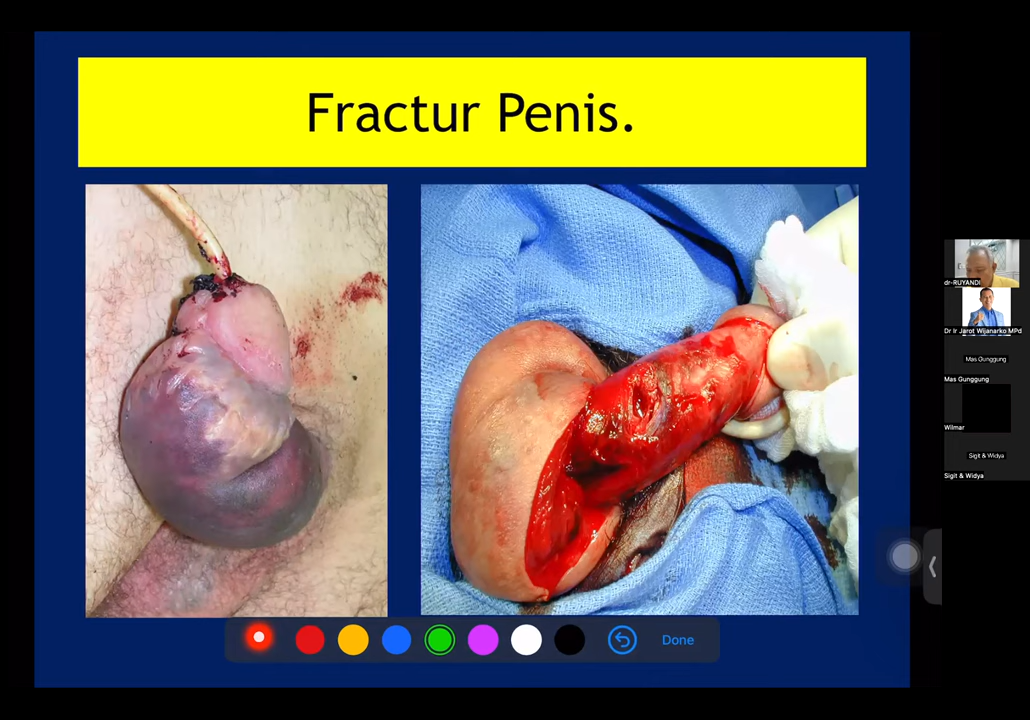 Fractur Penis.
dr-RUYANDI
Dr Ir Jarot Wijanarko MPd
Mas Gunggung
Mas Gunggung
Wilmar
Sigit & Widya
Sigit & Widya
Done